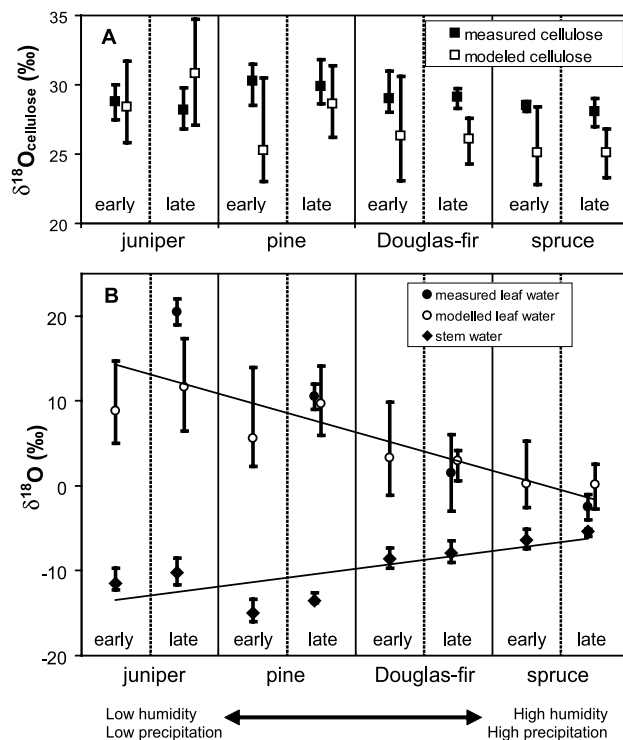 A
35
30
25
20
δ18Ocellulose (‰)
measured cellulose
modeled cellulose
early late early late early late early late
juniper pine Douglas-fir spruce
B
20
10
0
-10
-20
δ18O (‰)
measured leaf water
modelled leaf water
stem water
early late early late early late early late
juniper pine Douglas-fir spruce
Low humidity High humidity
Low precipitation High precipitation